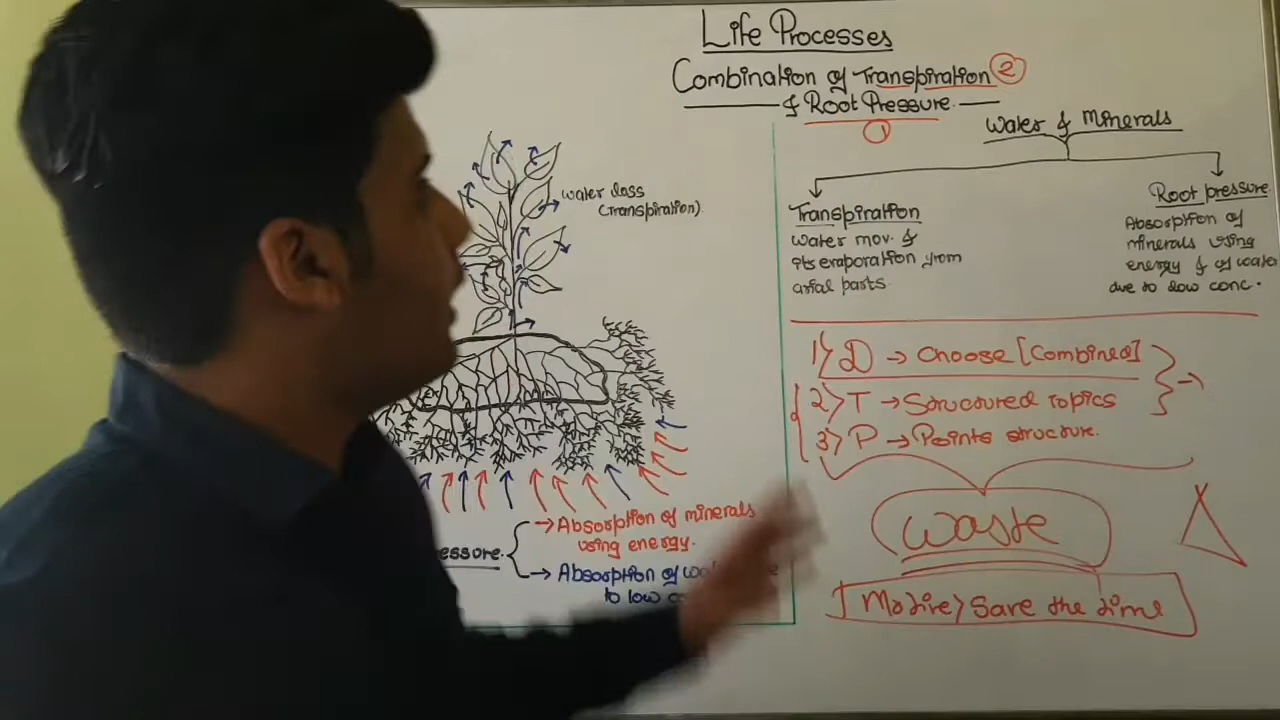 Life Processes
Combination of Transpiration ②
& Root Pressure.
①
Water & Minerals
Transpiration
Water mov. &
its evaporation from
arial parts.
Root pressure
Absorption of
minerals using
energy & of water
due to low conc.
water loss
(Transpiration).
1> D → Choose [Combined]
2> T → Structured Topics
3> P → Points structure.
Waste
Motive> Save the time
essure.
→ Absorption of minerals
using energy.
→ Absorption of
to low